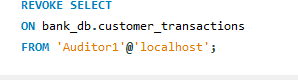 REVOKE SELECT
ON bank_db.customer_transactions
FROM 'Auditor1'@'localhost';